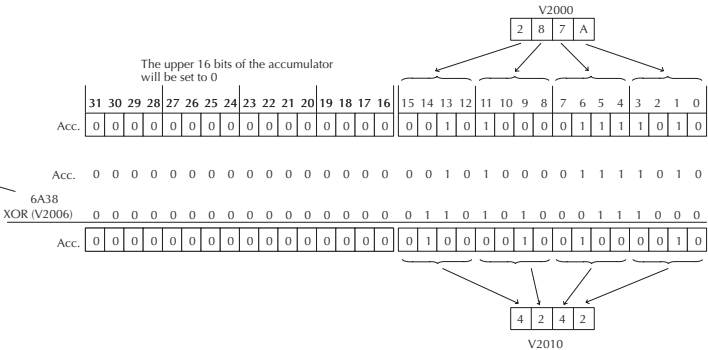 V2000
2 8 7 A
The upper 16 bits of the accumulator
will be set to 0
31 30 29 28 27 26 25 24 23 22 21 20 19 18 17 16 15 14 13 12 11 10 9 8 7 6 5 4 3 2 1 0
Acc. 0 0 0 0 0 0 0 0 0 0 0 0 0 0 0 0 0 0 1 0 1 0 0 0 0 1 1 1 1 0 1 0
Acc. 0 0 0 0 0 0 0 0 0 0 0 0 0 0 0 0 0 0 1 0 1 0 0 0 0 1 1 1 1 0 1 0
6A38
XOR (V2006) 0 0 0 0 0 0 0 0 0 0 0 0 0 0 0 0 0 1 1 0 1 0 1 0 0 0 1 1 1 0 0 0
Acc. 0 0 0 0 0 0 0 0 0 0 0 0 0 0 0 0 0 1 0 0 0 0 1 0 0 1 0 0 0 0 1 0
4 2 4 2
V2010